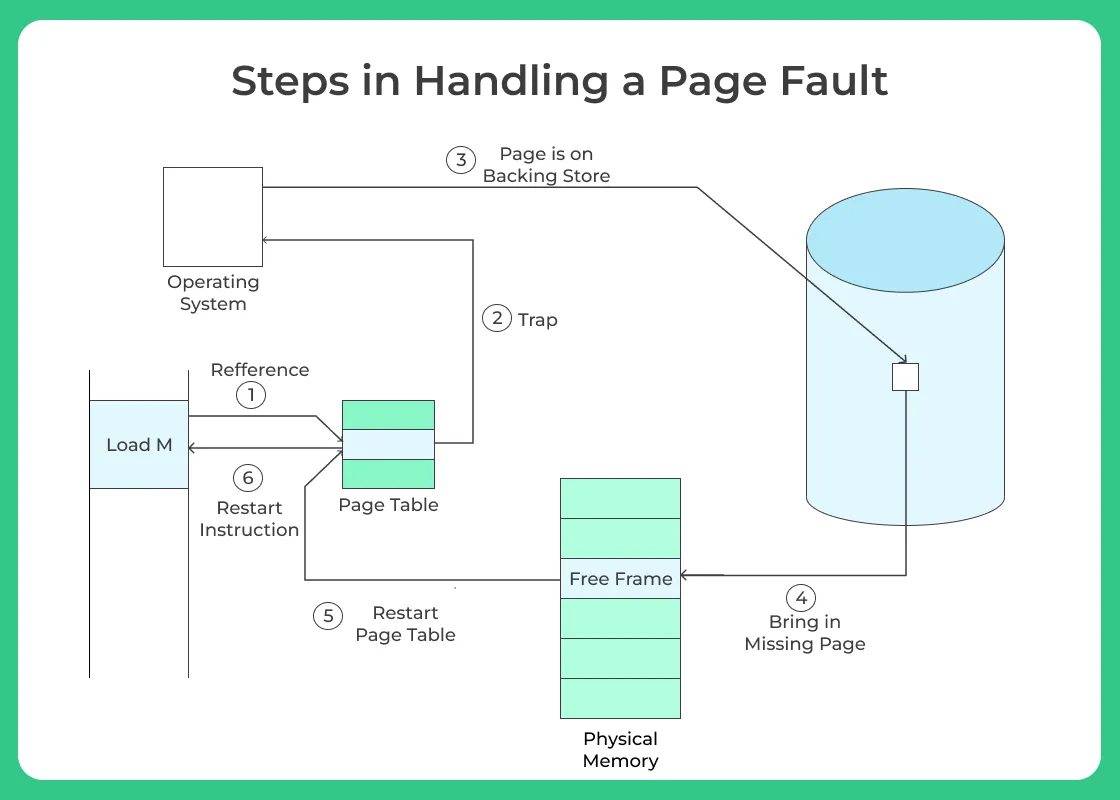 Steps in Handling a Page Fault
3
Page is on
Backing Store
Operating
System
2
Trap
Refference
1
Load M
6
Restart
Instruction
Page Table
Free Frame
5
Restart
Page Table
4
Bring in
Missing Page
Physical
Memory